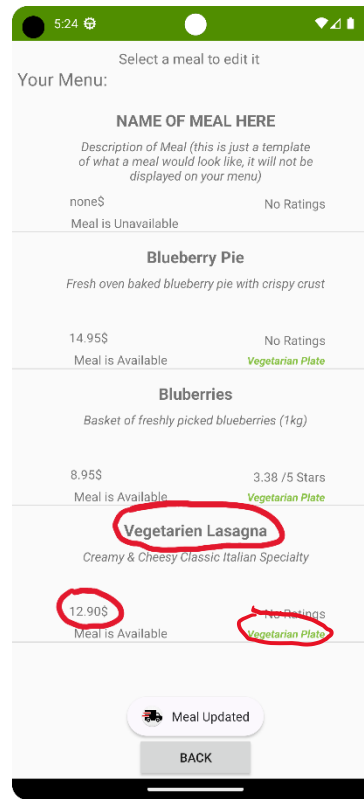 5:24
Select a meal to edit it
Your Menu:
NAME OF MEAL HERE
Description of Meal (this is just a template
of what a meal would look like, it will not be
displayed on your menu)
none$ No Ratings
Meal is Unavailable
Blueberry Pie
Fresh oven baked blueberry pie with crispy crust
14.95$ No Ratings
Meal is Available Vegetarian Plate
Bluberries
Basket of freshly picked blueberries (1kg)
8.95$ 3.38 /5 Stars
Meal is Available Vegetarian Plate
Vegetarien Lasagna
Creamy & Cheesy Classic Italian Specialty
12.90$ No Ratings
Meal is Available Vegetarian Plate
Meal Updated
BACK